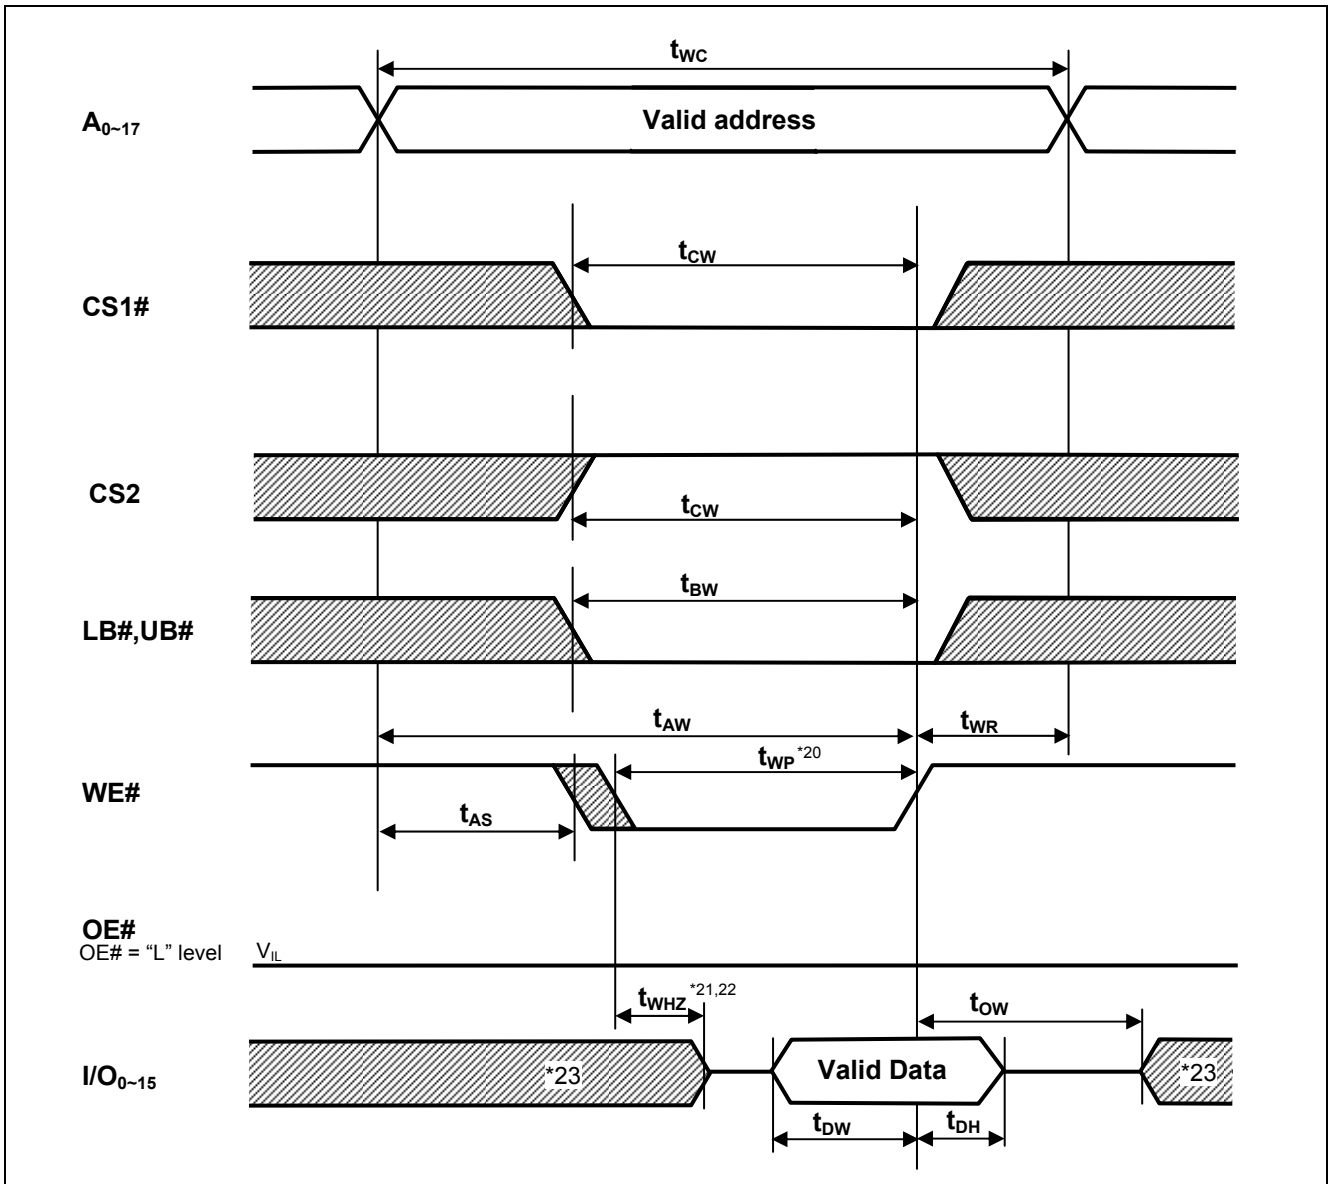 tWC
A0~17
Valid address
tCW
CS1#
CS2
tCW
tBW
LB#,UB#
tAW
tWR
tWP *20
WE#
tAS
OE#
OE# = “L” level
VIL
tWHZ *21,22
tOW
I/O0~15
*23
Valid Data
*23
tDW
tDH